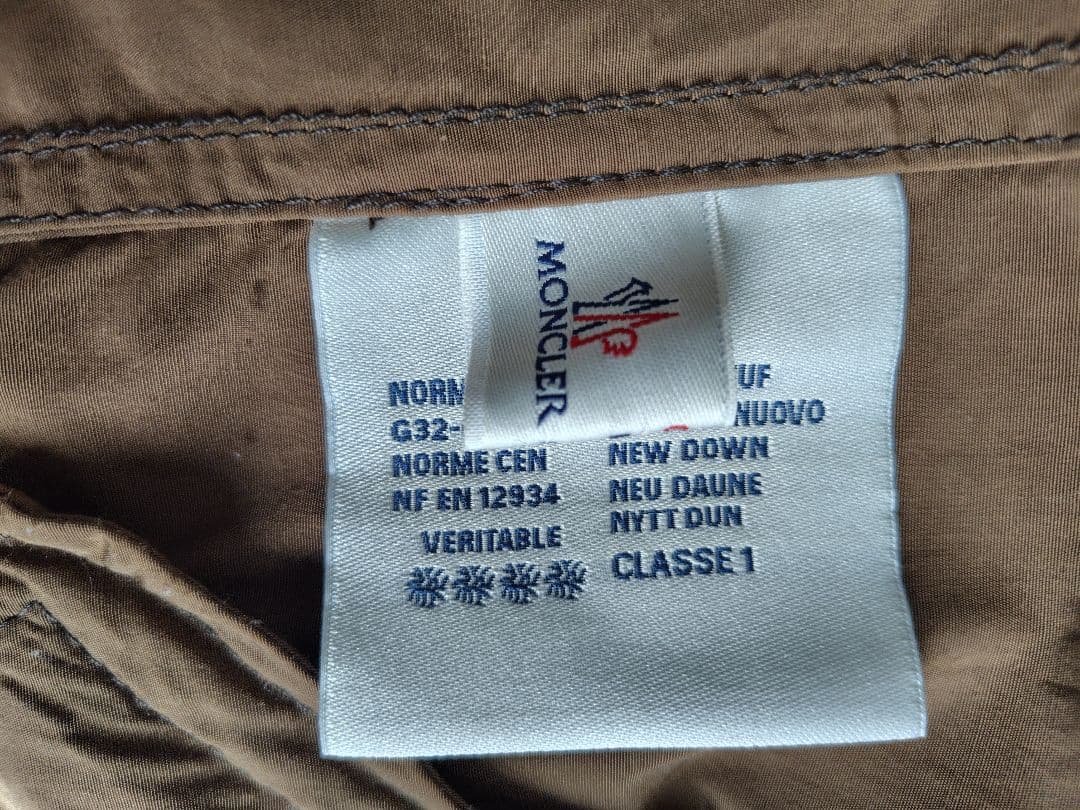 MONCLER
NORM
G32-
NORME CEN
NF EN 12934
VERITABLE
UF
NUOVO
NEW DOWN
NEU DAUNE
NYTT DUN
CLASSE 1